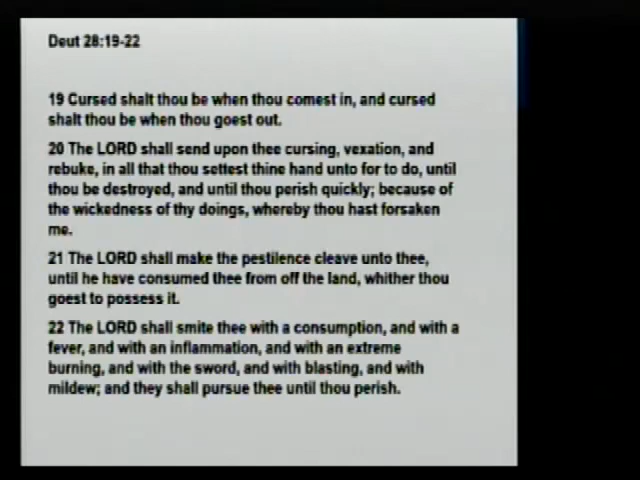 Deut 28:19-22
19 Cursed shalt thou be when thou comest in, and cursed
shalt thou be when thou goest out.
20 The LORD shall send upon thee cursing, vexation, and
rebuke, in all that thou settest thine hand unto for to do, until
thou be destroyed, and until thou perish quickly; because of
the wickedness of thy doings, whereby thou hast forsaken
me.
21 The LORD shall make the pestilence cleave unto thee,
until he have consumed thee from off the land, whither thou
goest to possess it.
22 The LORD shall smite thee with a consumption, and with a
fever, and with an inflammation, and with an extreme
burning, and with the sword, and with blasting, and with
mildew; and they shall pursue thee until thou perish.